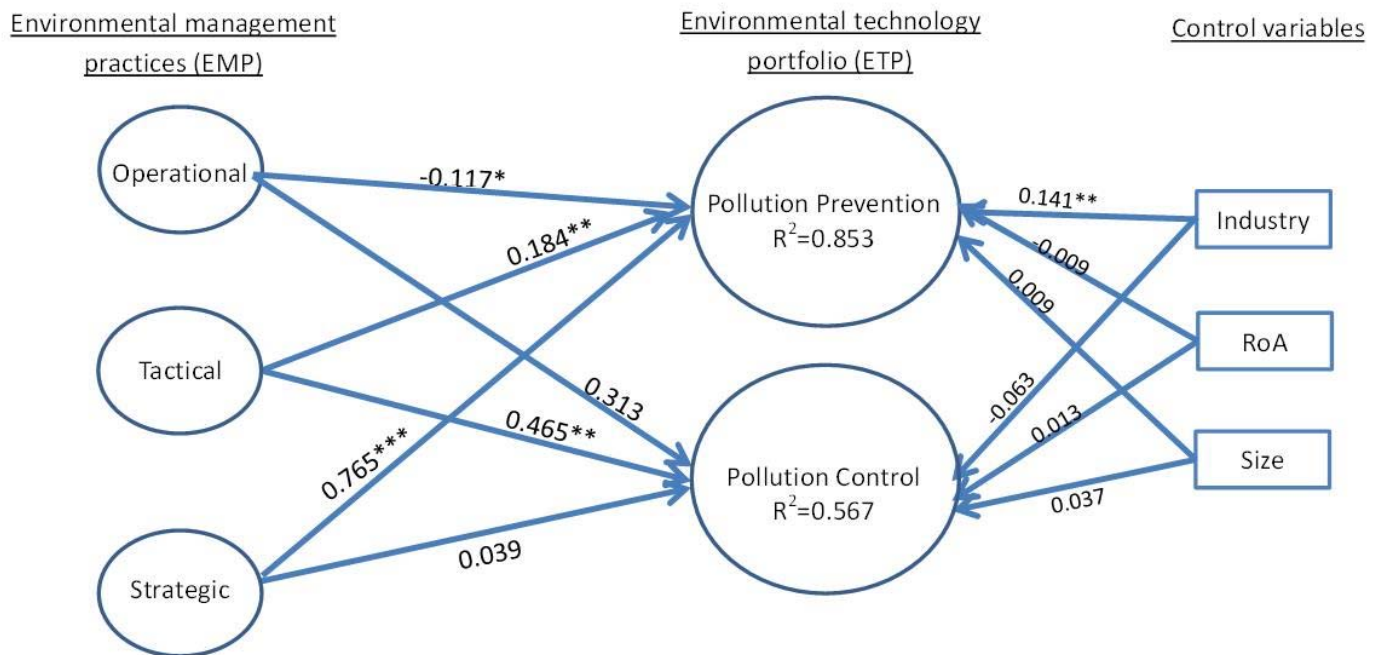 Environmental management
practices (EMP)
Environmental technology
portfolio (ETP)
Control variables
Operational
Tactical
Strategic
-0.117*
0.184**
0.765***
0.313
0.465**
0.039
Pollution Prevention
R²=0.853
Pollution Control
R²=0.567
0.141**
-0.009
0.009
-0.063
0.013
0.037
Industry
RoA
Size